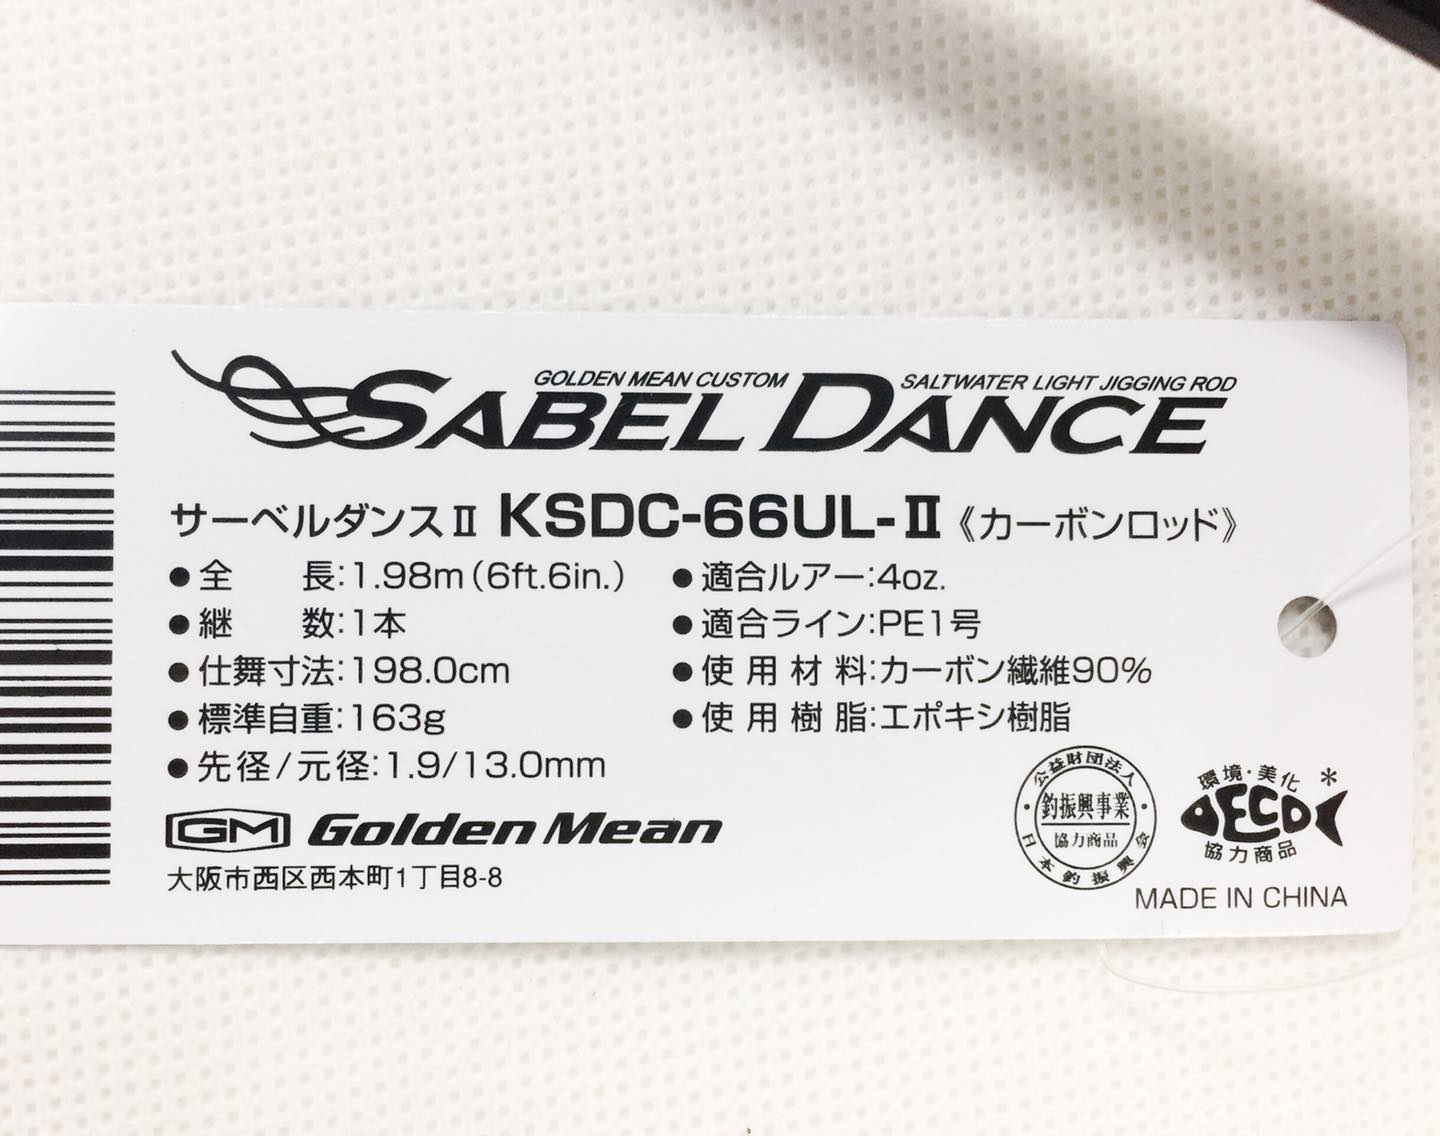 GOLDEN MEAN CUSTOM SALTWATER LIGHT JIGGING ROD
SABEL DANCE
サーベルダンスⅡ KSDC-66UL-Ⅱ《カーボンロッド》
●全　長:1.98m(6ft.6in.) ●適合ルアー:4oz.
●継　数:1本 ●適合ライン:PE1号
●仕舞寸法:198.0cm ●使用材料:カーボン繊維90%
●標準自重:163g ●使用樹脂:エポキシ樹脂
●先径/元径:1.9/13.0mm
GM Golden Mean
大阪市西区西本町1丁目8-8
公益財団法人
釣振興事業
協力商品
日本釣振興会
環境・美化*
ECO
協力商品
MADE IN CHINA